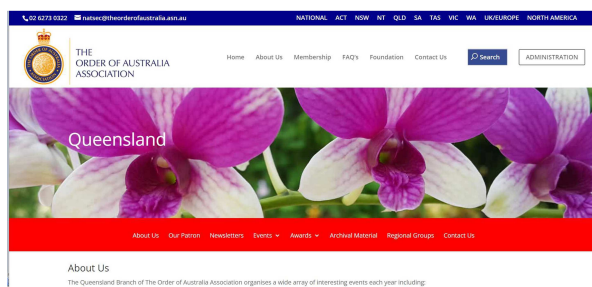 02 6273 0322 natsec@theorderofaustralia.asn.au NATIONAL ACT NSW NT QLD SA TAS VIC WA UK/EUROPE NORTH AMERICA
THE
ORDER OF AUSTRALIA
ASSOCIATION
Home About Us Membership FAQ's Foundation Contact Us Search ADMINISTRATION
Queensland
About Us Our Patron Newsletters Events Awards Archival Material Regional Groups Contact Us
About Us
The Queensland Branch of The Order of Australia Association organises a wide array of interesting events each year including: